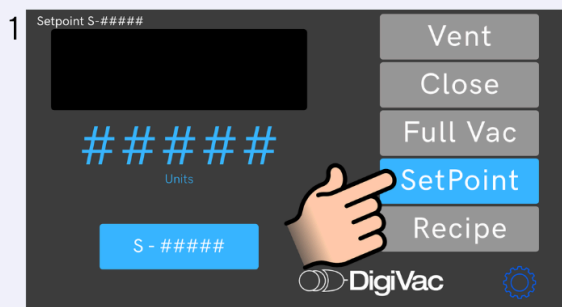 1
Setpoint S-#####
Vent
Close
#####
Full Vac
Units
SetPoint
S - #####
Recipe
DigiVac